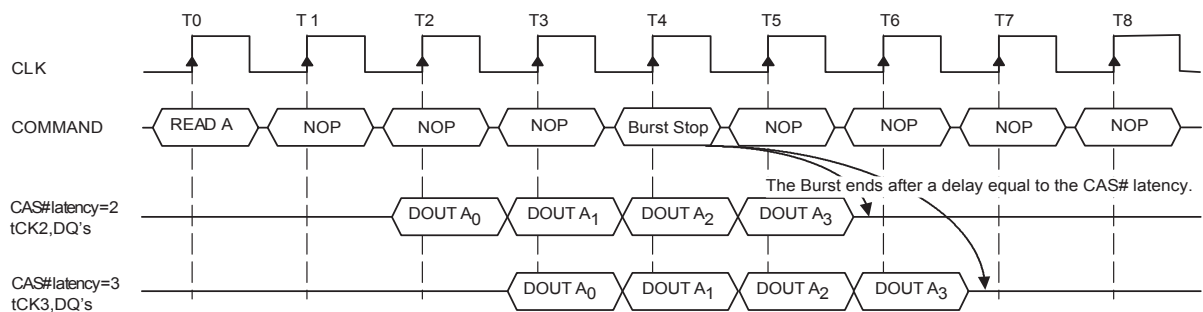 T0 T 1 T2 T3 T4 T5 T6 T7 T8
CLK
COMMAND READ A NOP NOP NOP Burst Stop NOP NOP NOP NOP
The Burst ends after a delay equal to the CAS# latency.
CAS# latency=2
tCK2,DQ's
DOUT A0 DOUT A1 DOUT A2 DOUT A3
CAS# latency=3
tCK3,DQ's
DOUT A0 DOUT A1 DOUT A2 DOUT A3